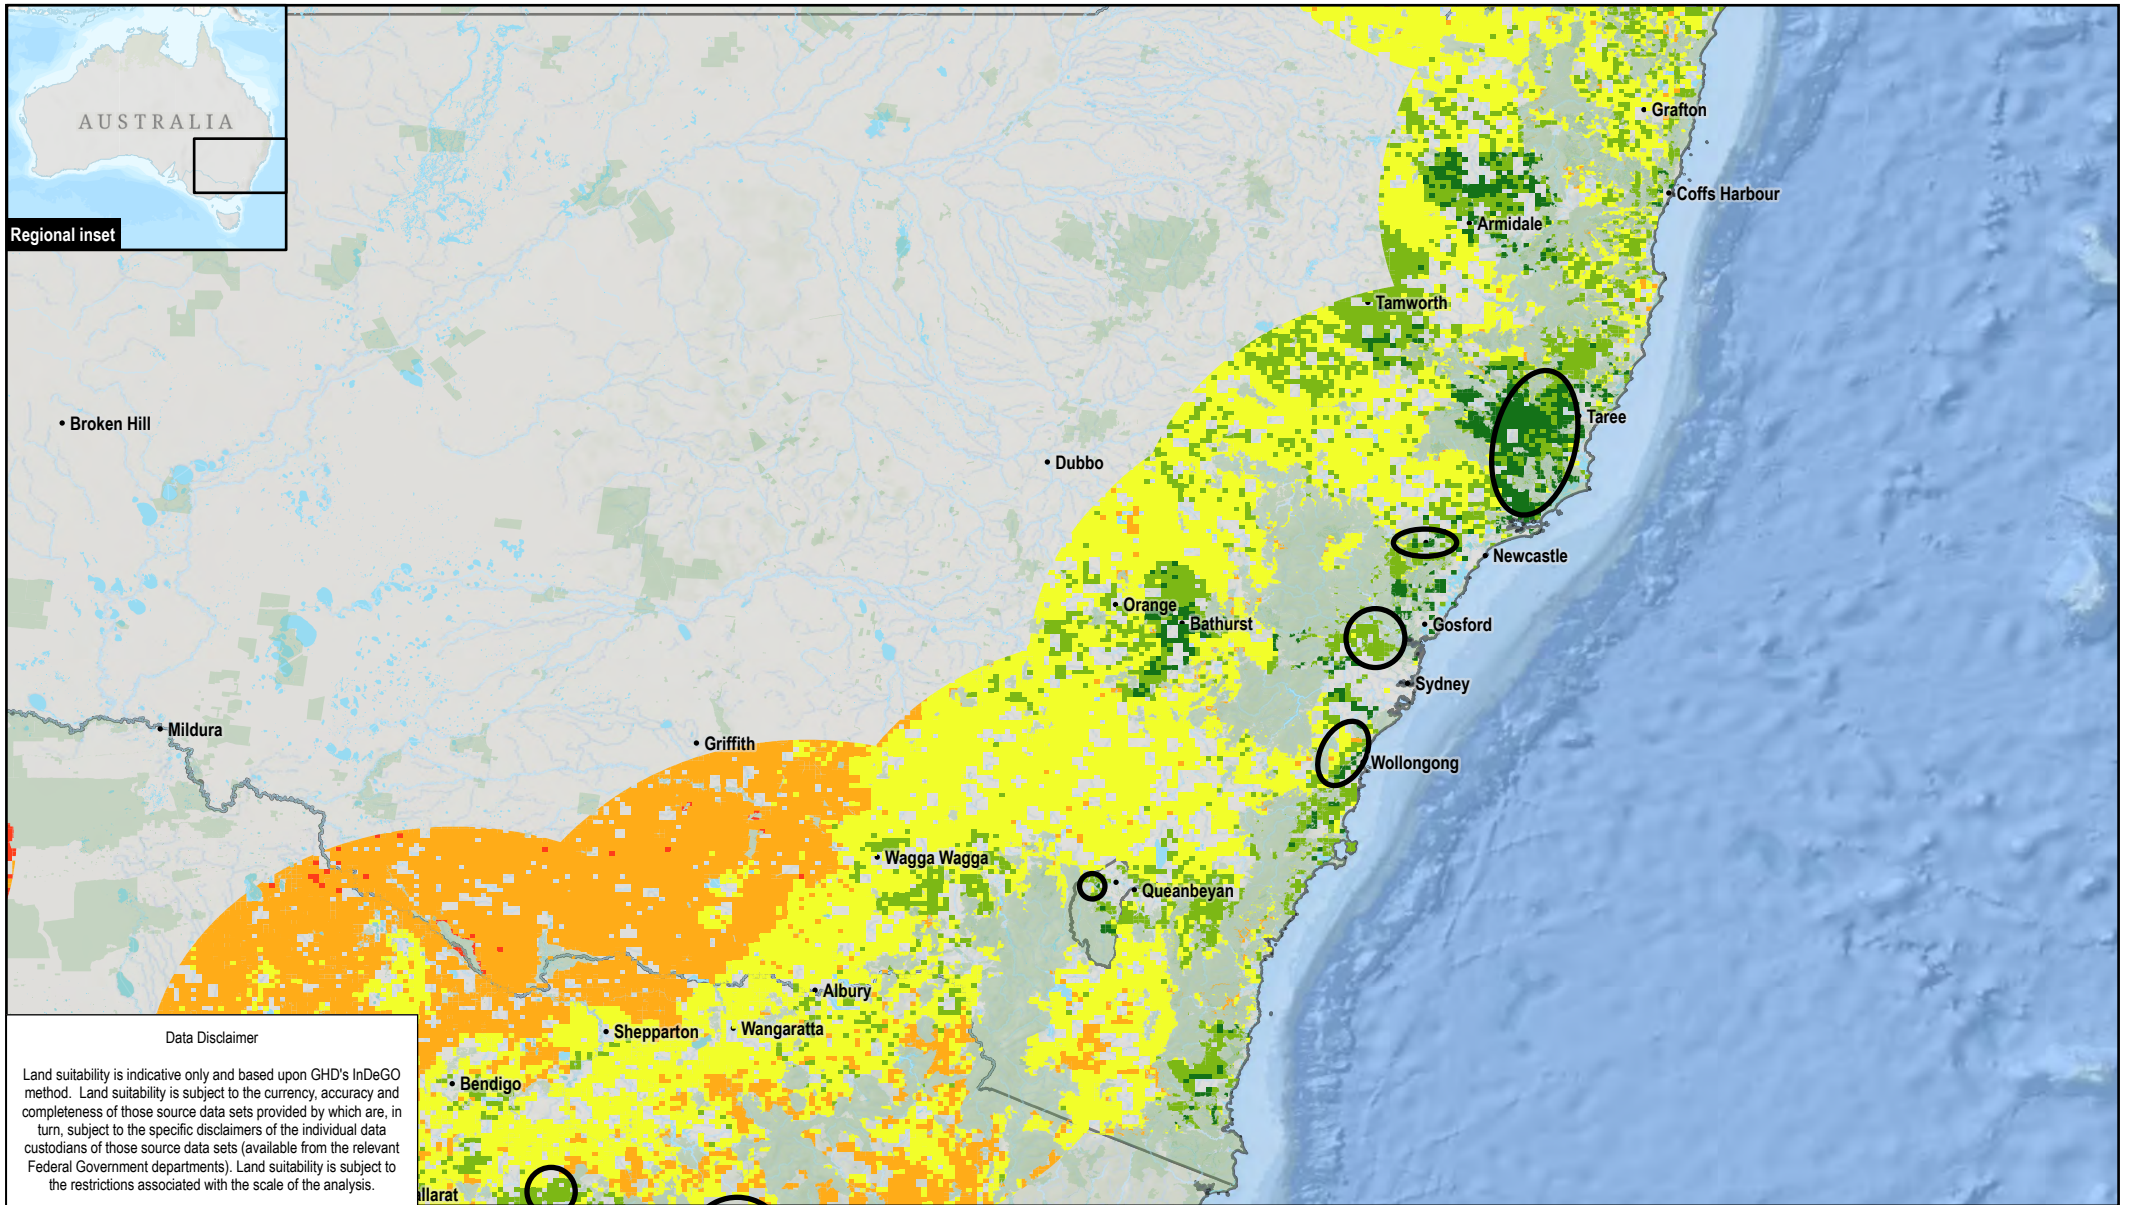 AUSTRALIA
Regional inset
Grafton
Coffs Harbour
Armidale
Tamworth
Taree
Broken Hill
Dubbo
Newcastle
Orange
Bathurst
Gosford
Sydney
Mildura
Griffith
Wollongong
Wagga Wagga
Queanbeyan
Albury
Shepparton
Wangaratta
Bendigo
allarat
Data Disclaimer
Land suitability is indicative only and based upon GHD's InDeGO
method. Land suitability is subject to the currency, accuracy and
completeness of those source data sets provided by which are, in
turn, subject to the specific disclaimers of the individual data
custodians of those source data sets (available from the relevant
Federal Government departments). Land suitability is subject to
the restrictions associated with the scale of the analysis.